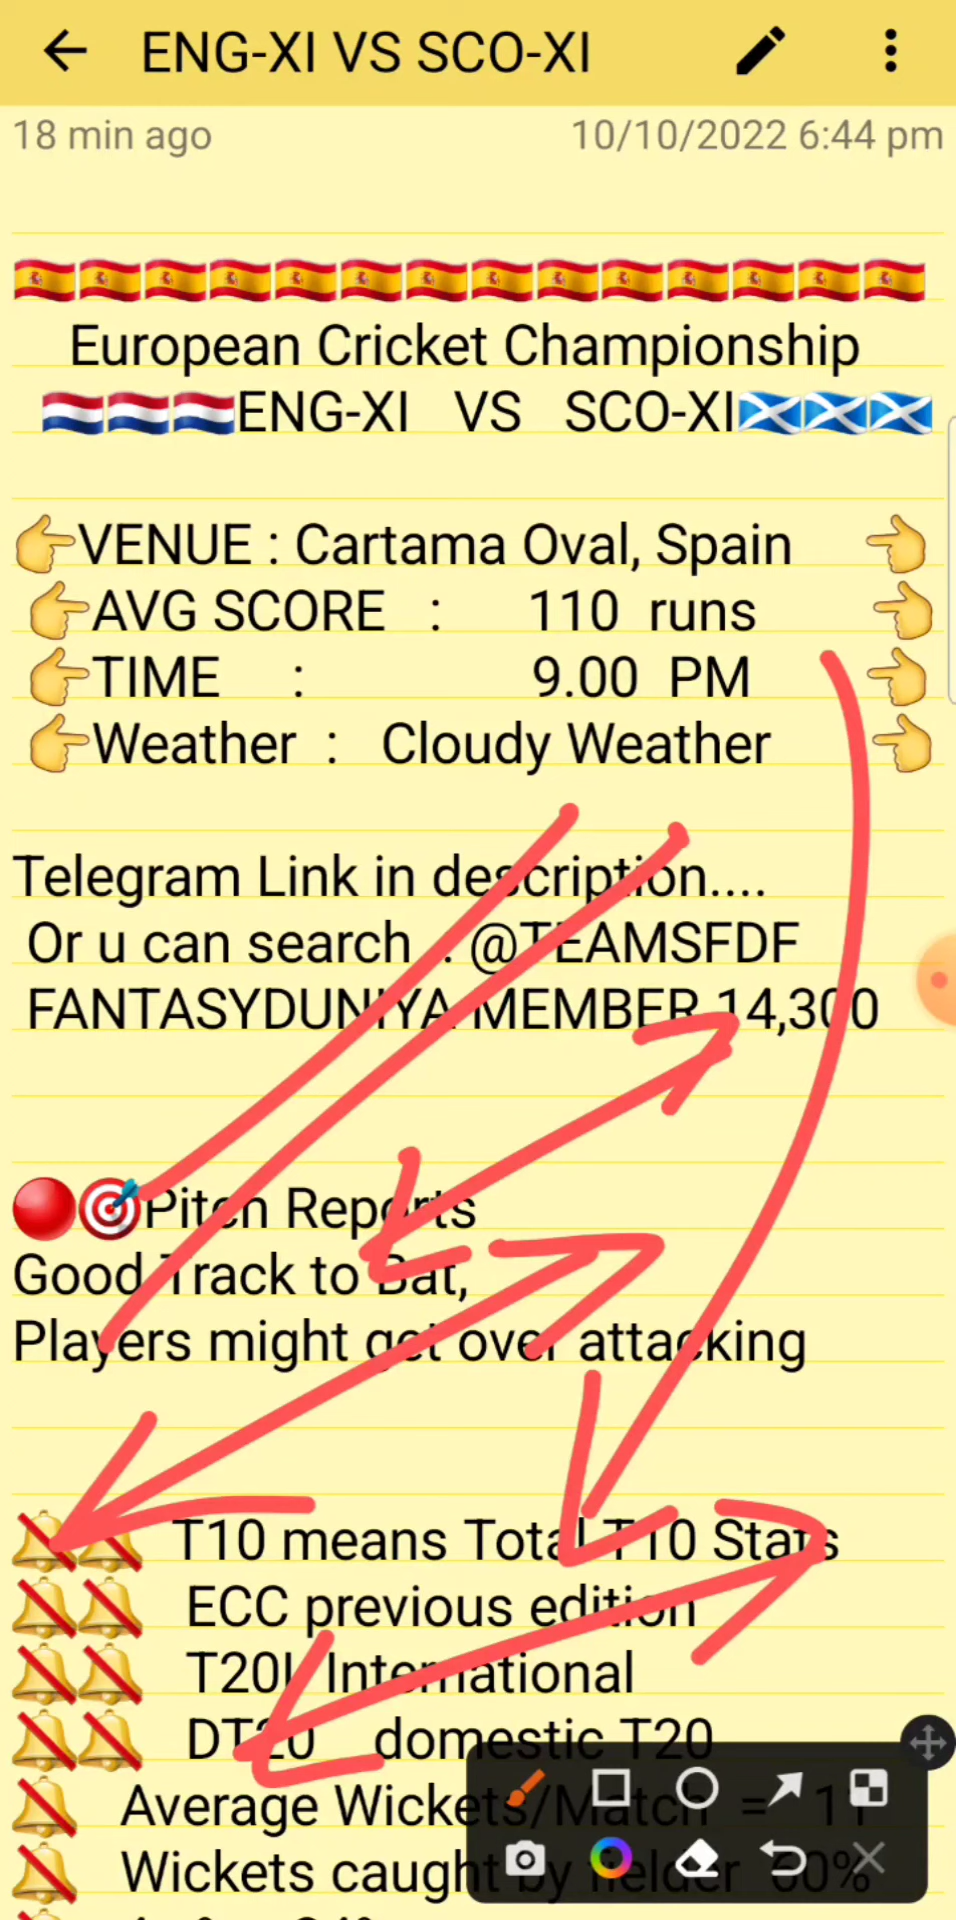 ENG-XI VS SCO-XI
18 min ago 10/10/2022 6:44 pm
European Cricket Championship
ENG-XI VS SCO-XI
VENUE : Cartama Oval, Spain
AVG SCORE : 110 runs
TIME : 9.00 PM
Weather : Cloudy Weather
Telegram Link in description....
Or u can search . @TEAMSFDF
FANTASYDUNIYA MEMBER 14,300
Pitch Reports
Good Track to Bat,
Players might get over attacking
T10 means Total T10 Stats
ECC previous edition
T20I International
DT20 domestic T20
Average Wickets/Match = 11
Wickets caught by fielder 60%